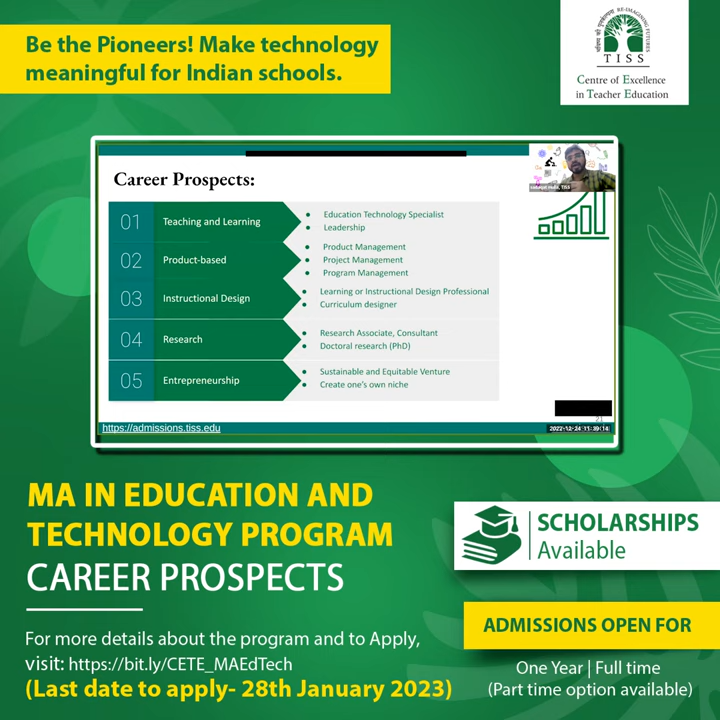 Be the Pioneers! Make technology
meaningful for Indian schools.
RE-IMAGINING FUTURES
TISS
Centre of Excellence
in Teacher Education
Career Prospects:
01 Teaching and Learning
Education Technology Specialist
Leadership
02 Product-based
Product Management
Project Management
Program Management
03 Instructional Design
Learning or Instructional Design Professional
Curriculum designer
04 Research
Research Associate, Consultant
Doctoral research (PhD)
05 Entrepreneurship
Sustainable and Equitable Venture
Create one's own niche
21
https://admissions.tiss.edu
2022-12-24 11:39:14
MA IN EDUCATION AND
TECHNOLOGY PROGRAM
CAREER PROSPECTS
SCHOLARSHIPS
Available
ADMISSIONS OPEN FOR
One Year | Full time
(Part time option available)
For more details about the program and to Apply,
visit: https://bit.ly/CETE_MAEdTech
(Last date to apply- 28th January 2023)